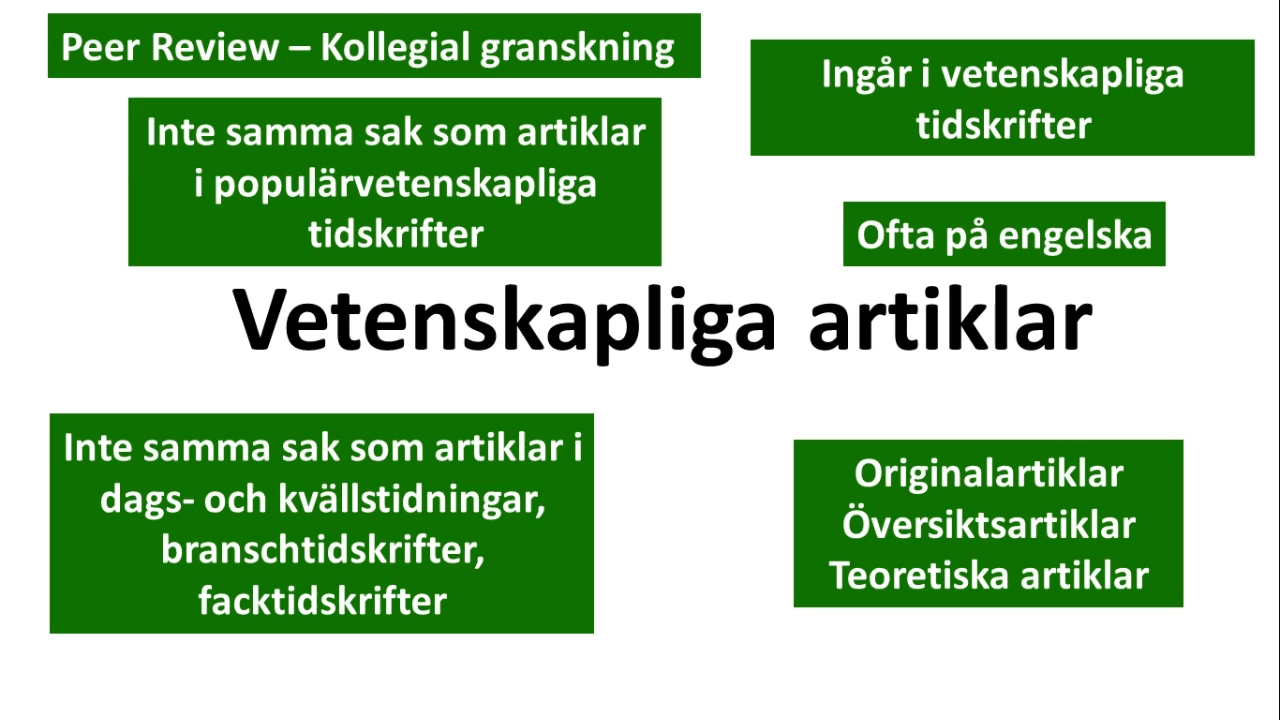 Peer Review – Kollegial granskning
Inte samma sak som artiklar
i populärvetenskapliga
tidskrifter
Ingår i vetenskapliga
tidskrifter
Ofta på engelska
Vetenskapliga artiklar
Inte samma sak som artiklar i
dags- och kvällstidningar,
branschtidskrifter,
facktidskrifter
Originalartiklar
Översiktsartiklar
Teoretiska artiklar